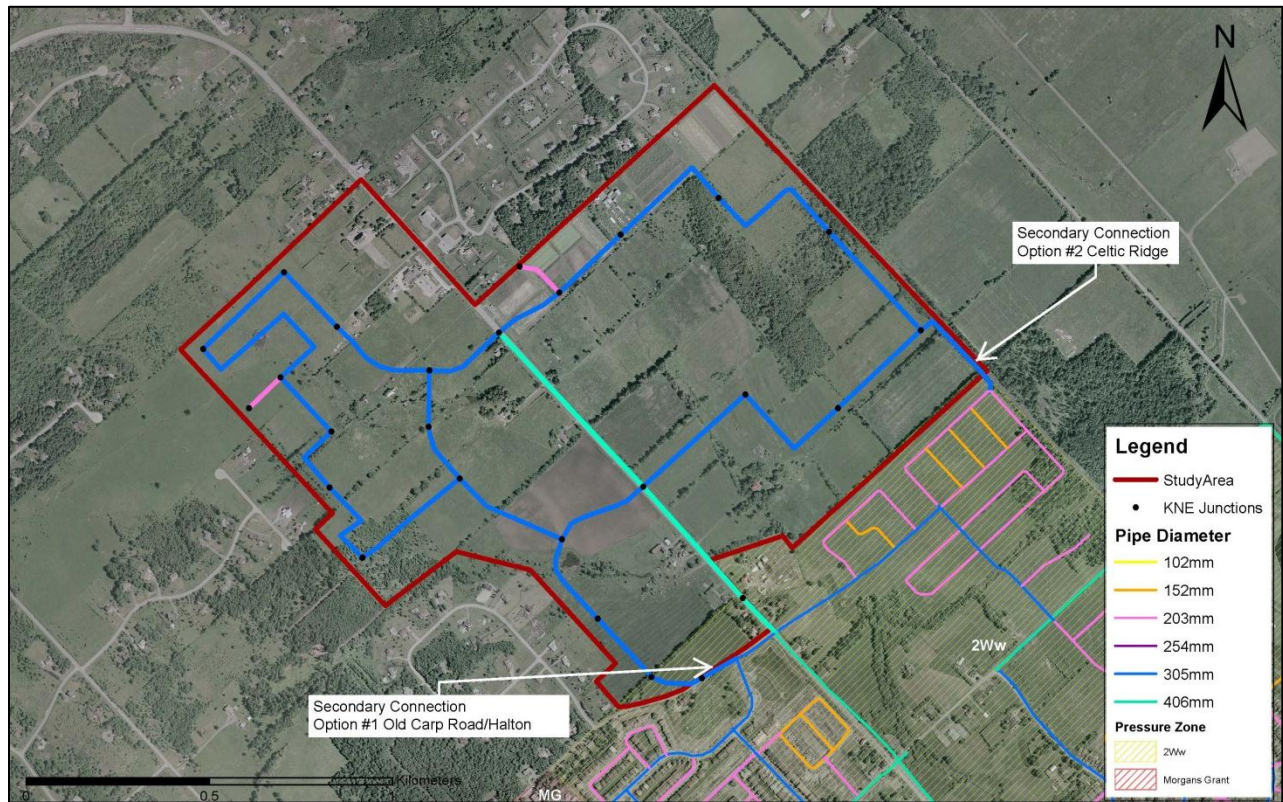 N
Secondary Connection
Option #2 Celtic Ridge
Legend
StudyArea
KNE Junctions
Pipe Diameter
102mm
152mm
203mm
254mm
305mm
406mm
Pressure Zone
2Ww
Morgans Grant
2Ww
Secondary Connection
Option #1 Old Carp Road/Halton
Kilometers
0
0.5
1
MG